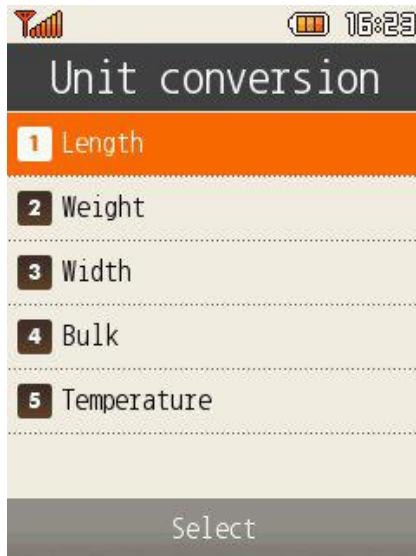 16:23
Unit conversion
1 Length
2 Weight
3 Width
4 Bulk
5 Temperature
Select